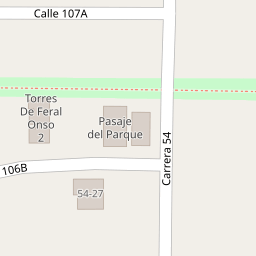 Calle 107A
Torres
De Feral
Onso
2
Pasaje
del Parque
Carrera 54
106B
54-27